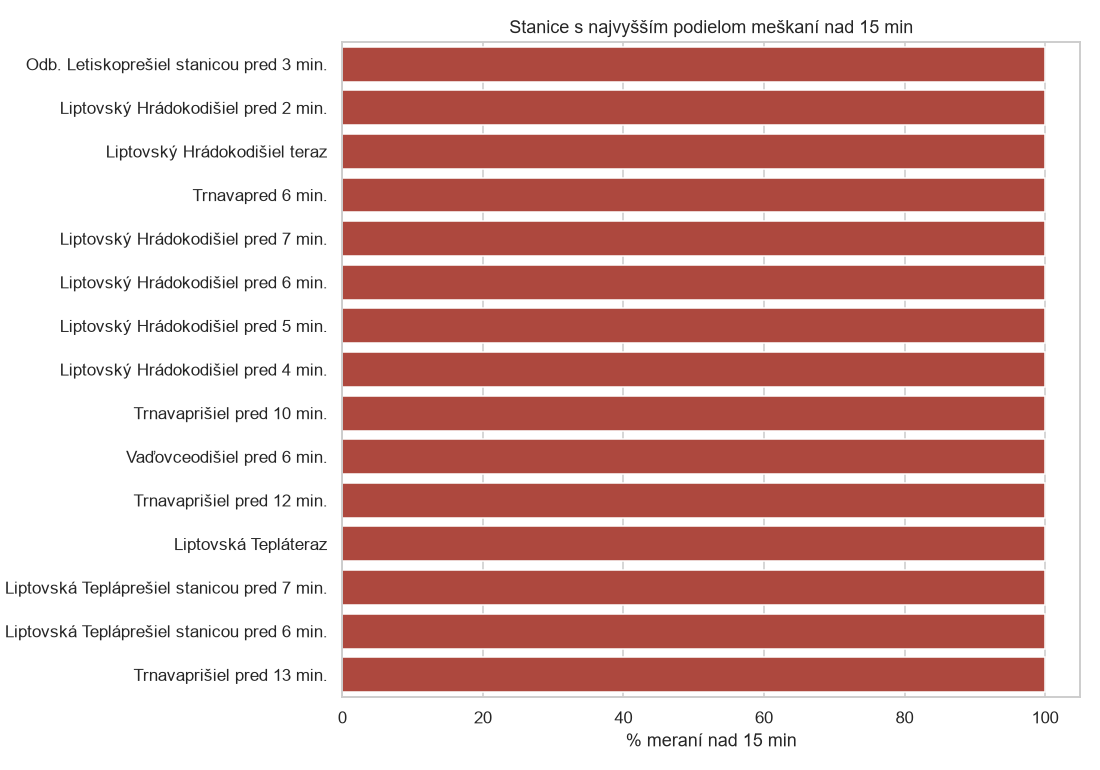 Stanice s najvyšším podielom meškaní nad 15 min
Odb. Letiskoprešiel stanicou pred 3 min.
Liptovský Hrádokodišiel pred 2 min.
Liptovský Hrádokodišiel teraz
Trnavapred 6 min.
Liptovský Hrádokodišiel pred 7 min.
Liptovský Hrádokodišiel pred 6 min.
Liptovský Hrádokodišiel pred 5 min.
Liptovský Hrádokodišiel pred 4 min.
Trnavaprišiel pred 10 min.
Vaďovceodišiel pred 6 min.
Trnavaprišiel pred 12 min.
Liptovská Tepláteraz
Liptovská Tepláprešiel stanicou pred 7 min.
Liptovská Tepláprešiel stanicou pred 6 min.
Trnavaprišiel pred 13 min.
0 20 40 60 80 100
% meraní nad 15 min